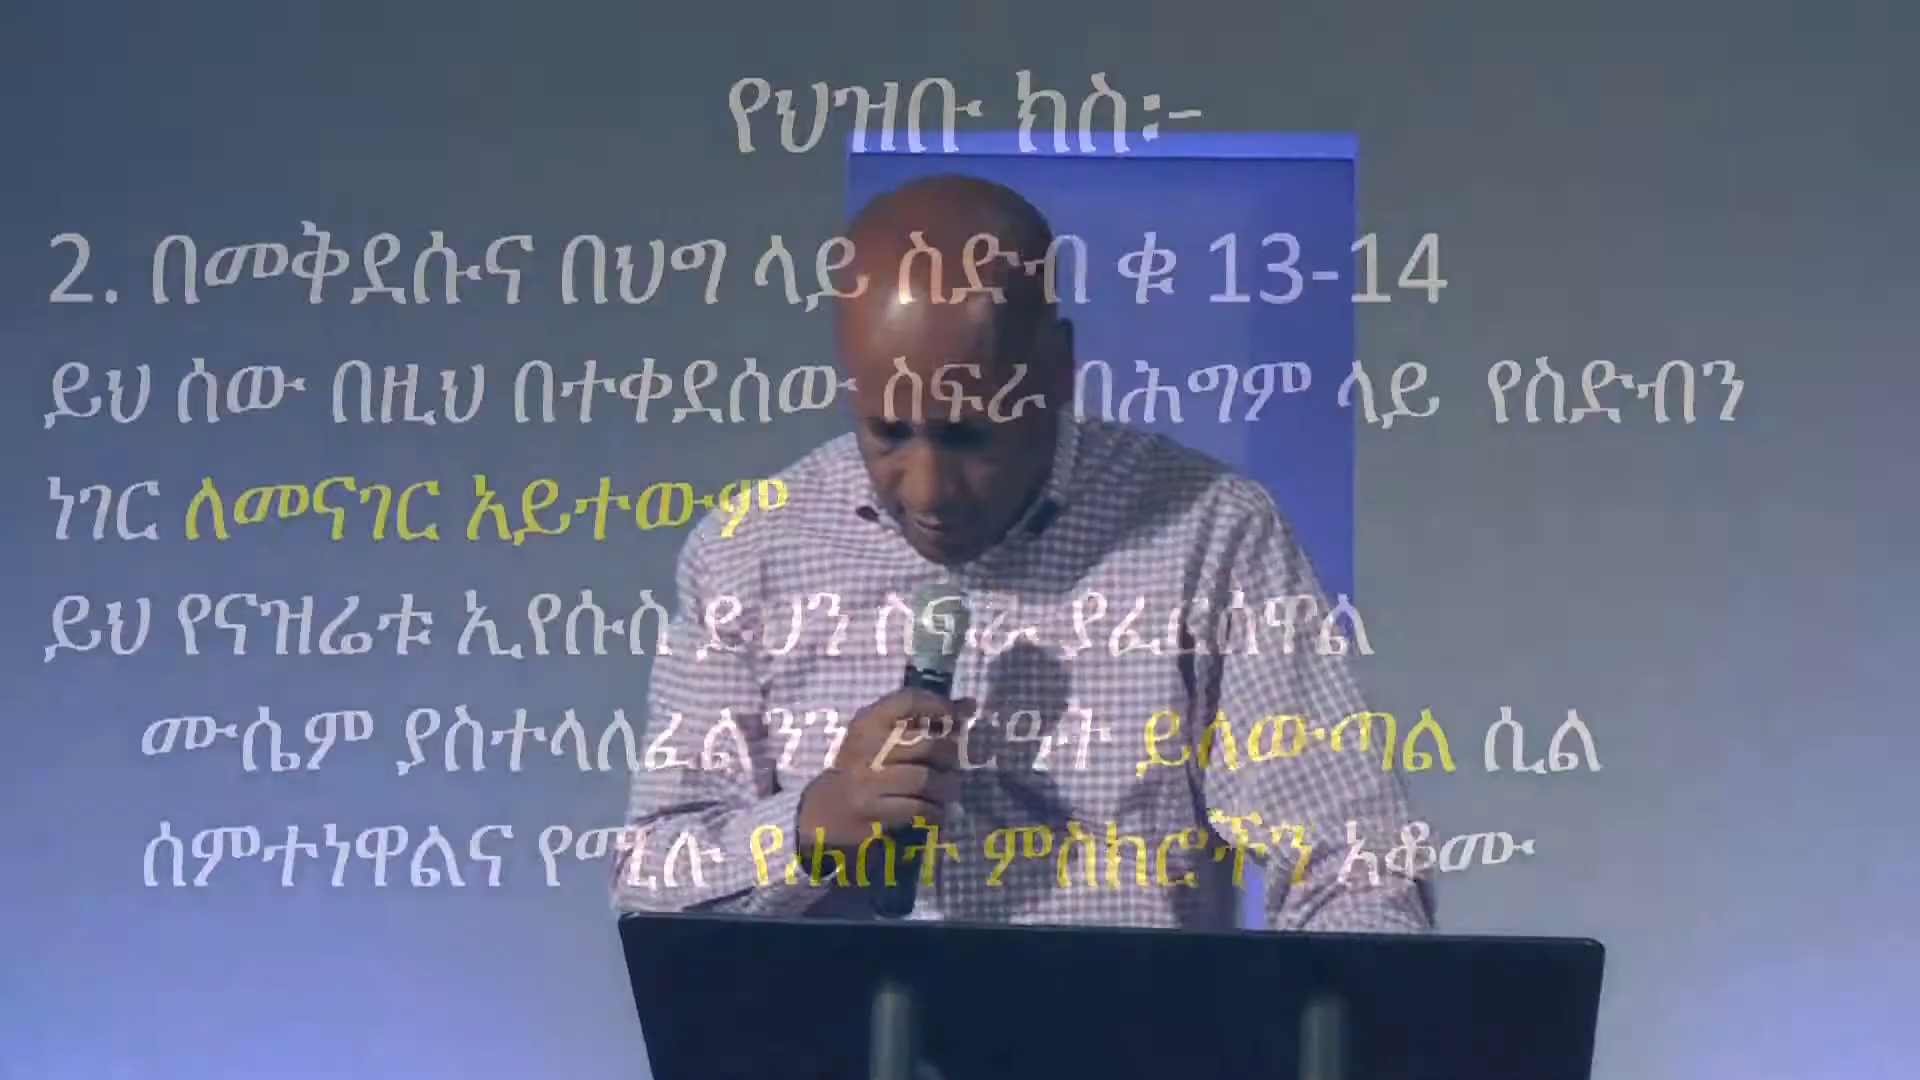 የህዝቡ ክስ፡-
2. በመቅደሱና በህግ ላይ ስድብ ቁ 13-14
ይህ ሰው በዚህ በተቀደሰው ስፍራ በሕግም ላይ የስድብን
ነገር ለመናገር አይተውም
ይህ የናዝሬቱ ኢየሱስ ይህን ስፍራ ያፈርሰዋል
ሙሴም ያስተላለፈልንን ሥርዓት ይለውጣል ሲል
ሰምተነዋልና የሚሉ የሐሰት ምስክሮችን አቆሙ